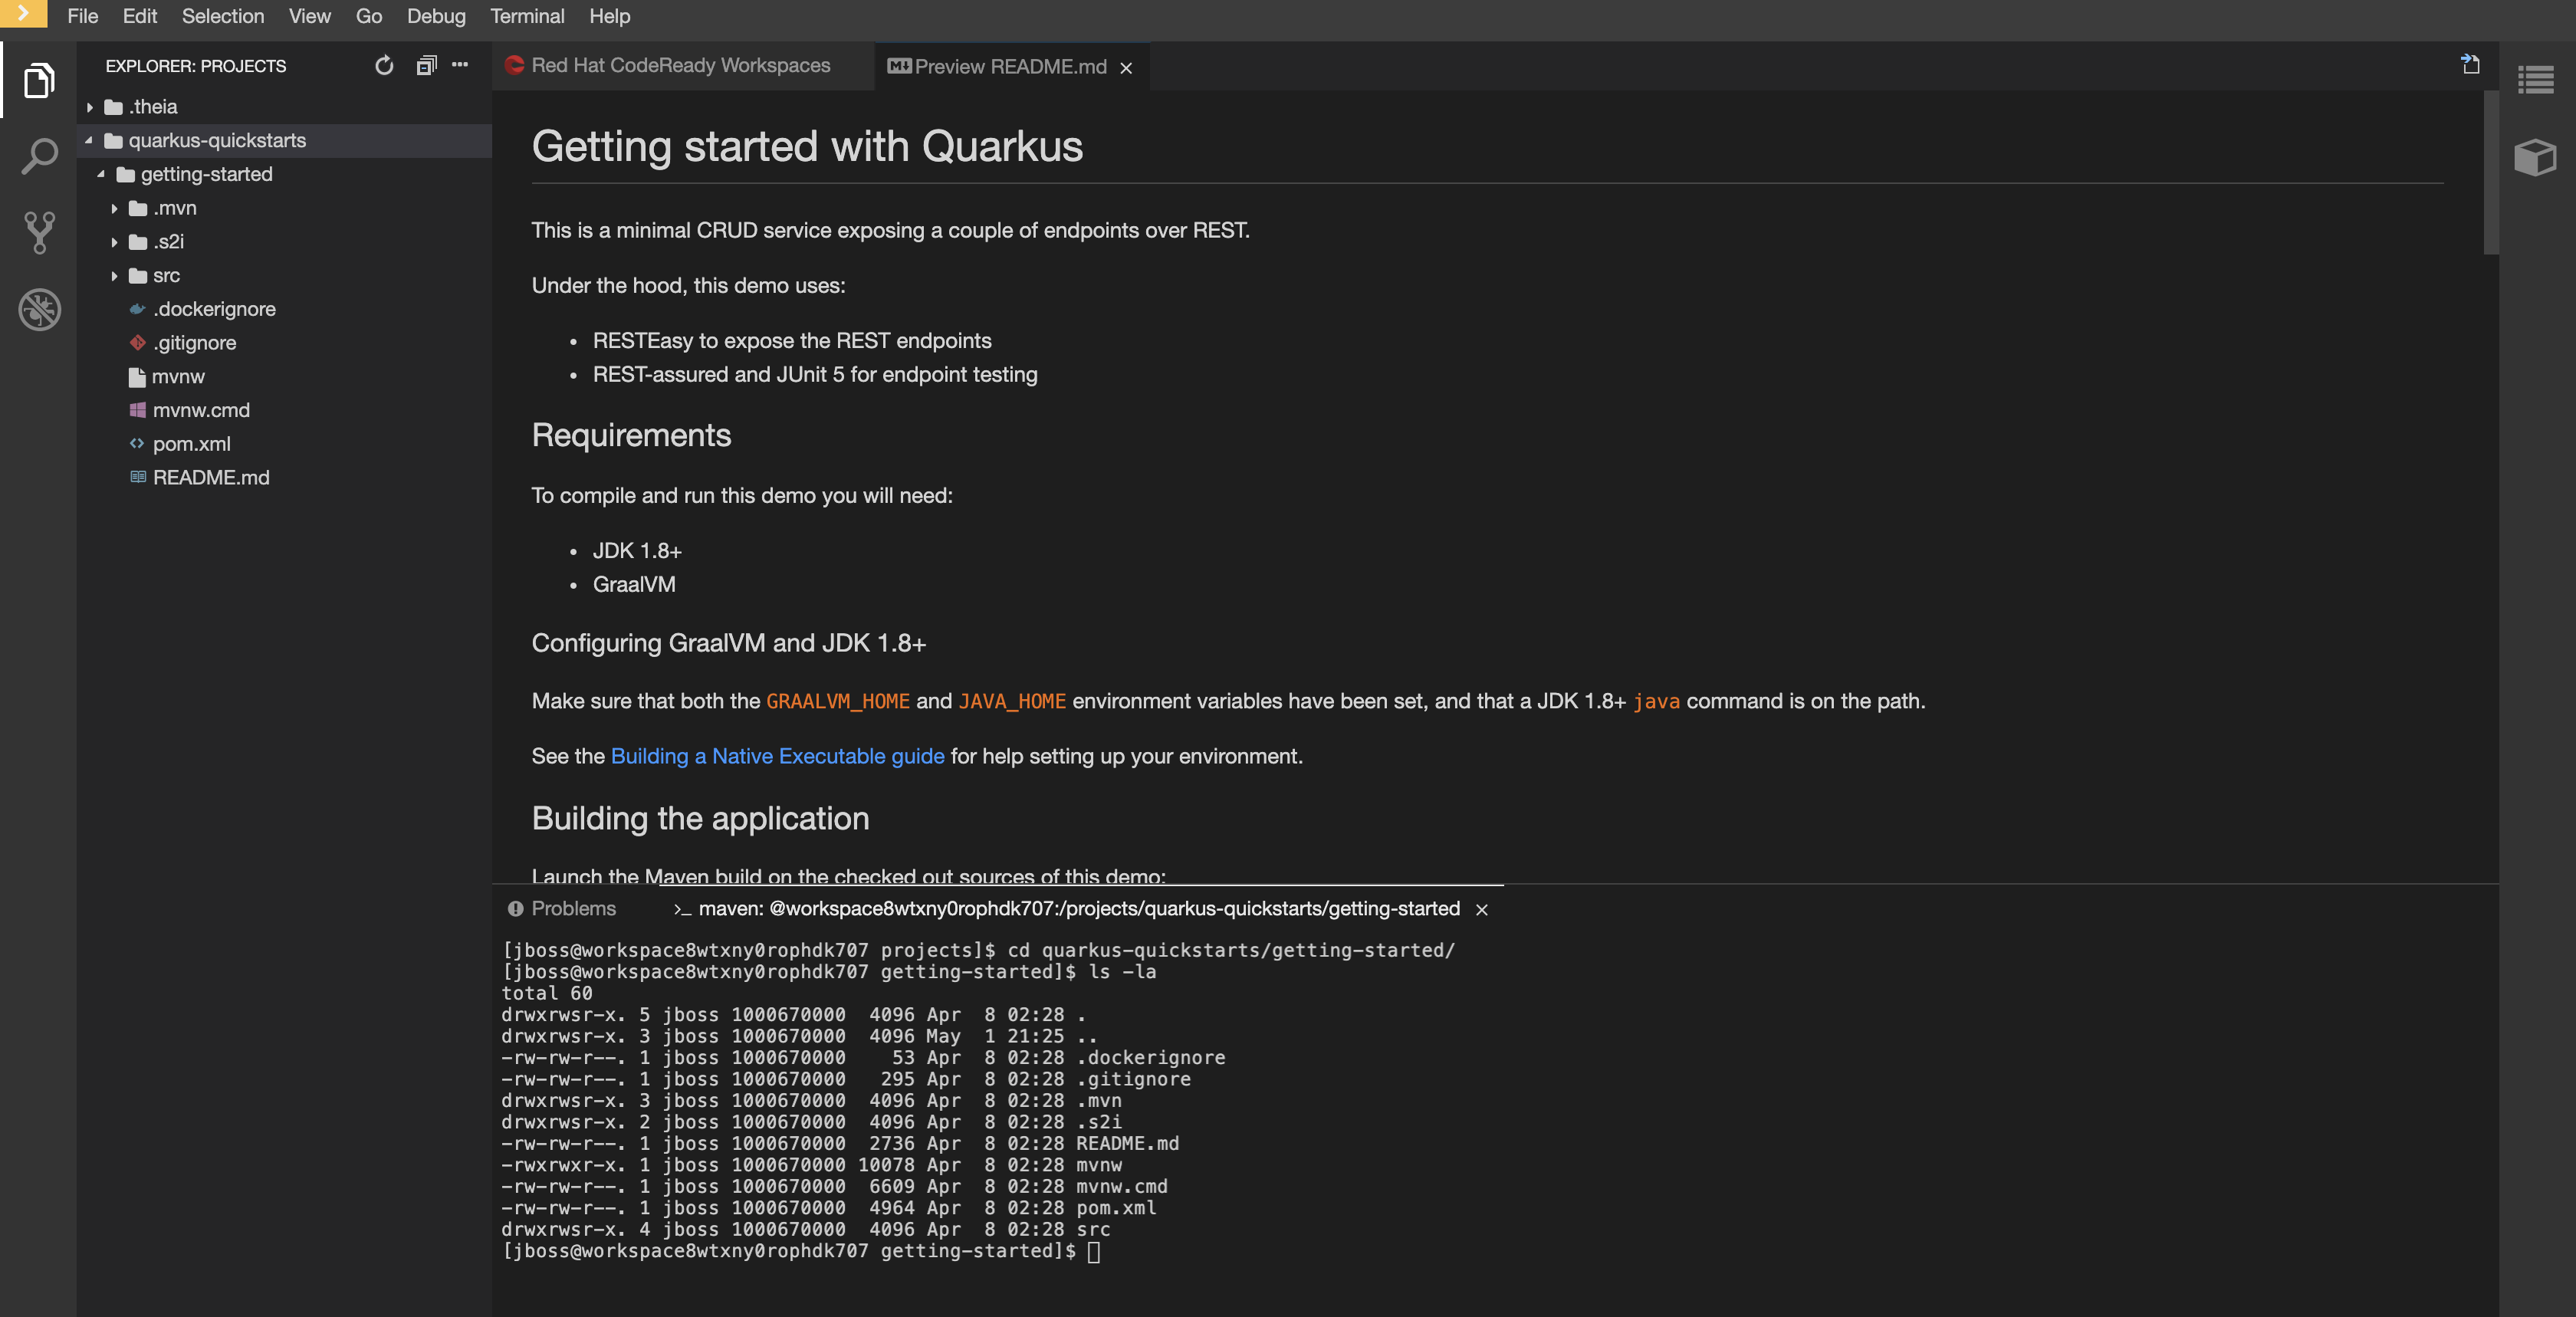 File Edit Selection View Go Debug Terminal Help
EXPLORER: PROJECTS
.theia
quarkus-quickstarts
getting-started
.mvn
.s2i
src
.dockerignore
.gitignore
mvnw
mvnw.cmd
pom.xml
README.md
Red Hat CodeReady Workspaces
M↓ Preview README.md ×
Getting started with Quarkus
This is a minimal CRUD service exposing a couple of endpoints over REST.
Under the hood, this demo uses:
• RESTEasy to expose the REST endpoints
• REST-assured and JUnit 5 for endpoint testing
Requirements
To compile and run this demo you will need:
• JDK 1.8+
• GraalVM
Configuring GraalVM and JDK 1.8+
Make sure that both the GRAALVM_HOME and JAVA_HOME environment variables have been set, and that a JDK 1.8+ java command is on the path.
See the Building a Native Executable guide for help setting up your environment.
Building the application
Launch the Maven build on the checked out sources of this demo:
Problems >_ maven: @workspace8wtxny0rophdk707:/projects/quarkus-quickstarts/getting-started ×
[jboss@workspace8wtxny0rophdk707 projects]$ cd quarkus-quickstarts/getting-started/
[jboss@workspace8wtxny0rophdk707 getting-started]$ ls -la
total 60
drwxrwsr-x. 5 jboss 1000670000  4096 Apr  8 02:28 .
drwxrwsr-x. 3 jboss 1000670000  4096 May  1 21:25 ..
-rw-rw-r--. 1 jboss 1000670000    53 Apr  8 02:28 .dockerignore
-rw-rw-r--. 1 jboss 1000670000   295 Apr  8 02:28 .gitignore
drwxrwsr-x. 3 jboss 1000670000  4096 Apr  8 02:28 .mvn
drwxrwsr-x. 2 jboss 1000670000  4096 Apr  8 02:28 .s2i
-rw-rw-r--. 1 jboss 1000670000  2736 Apr  8 02:28 README.md
-rwxrwxr-x. 1 jboss 1000670000 10078 Apr  8 02:28 mvnw
-rw-rw-r--. 1 jboss 1000670000  6609 Apr  8 02:28 mvnw.cmd
-rw-rw-r--. 1 jboss 1000670000  4964 Apr  8 02:28 pom.xml
drwxrwsr-x. 4 jboss 1000670000  4096 Apr  8 02:28 src
[jboss@workspace8wtxny0rophdk707 getting-started]$